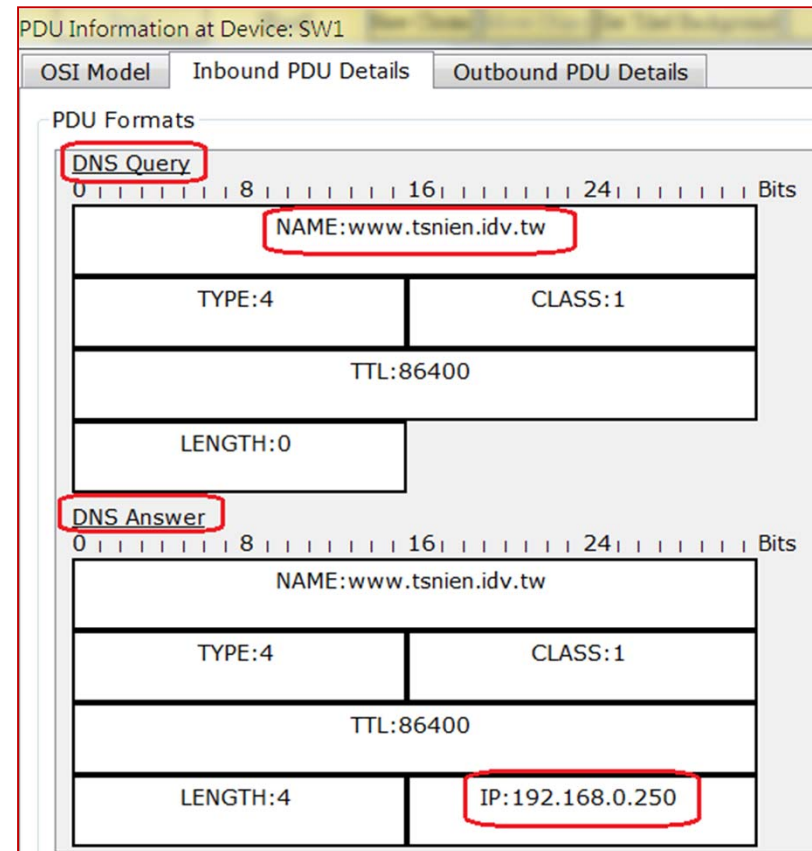 PDU Information at Device: SW1
OSI Model Inbound PDU Details Outbound PDU Details
PDU Formats
DNS Query
0 8 16 24 Bits
NAME:www.tsnien.idv.tw
TYPE:4 CLASS:1
TTL:86400
LENGTH:0
DNS Answer
0 8 16 24 Bits
NAME:www.tsnien.idv.tw
TYPE:4 CLASS:1
TTL:86400
LENGTH:4 IP:192.168.0.250